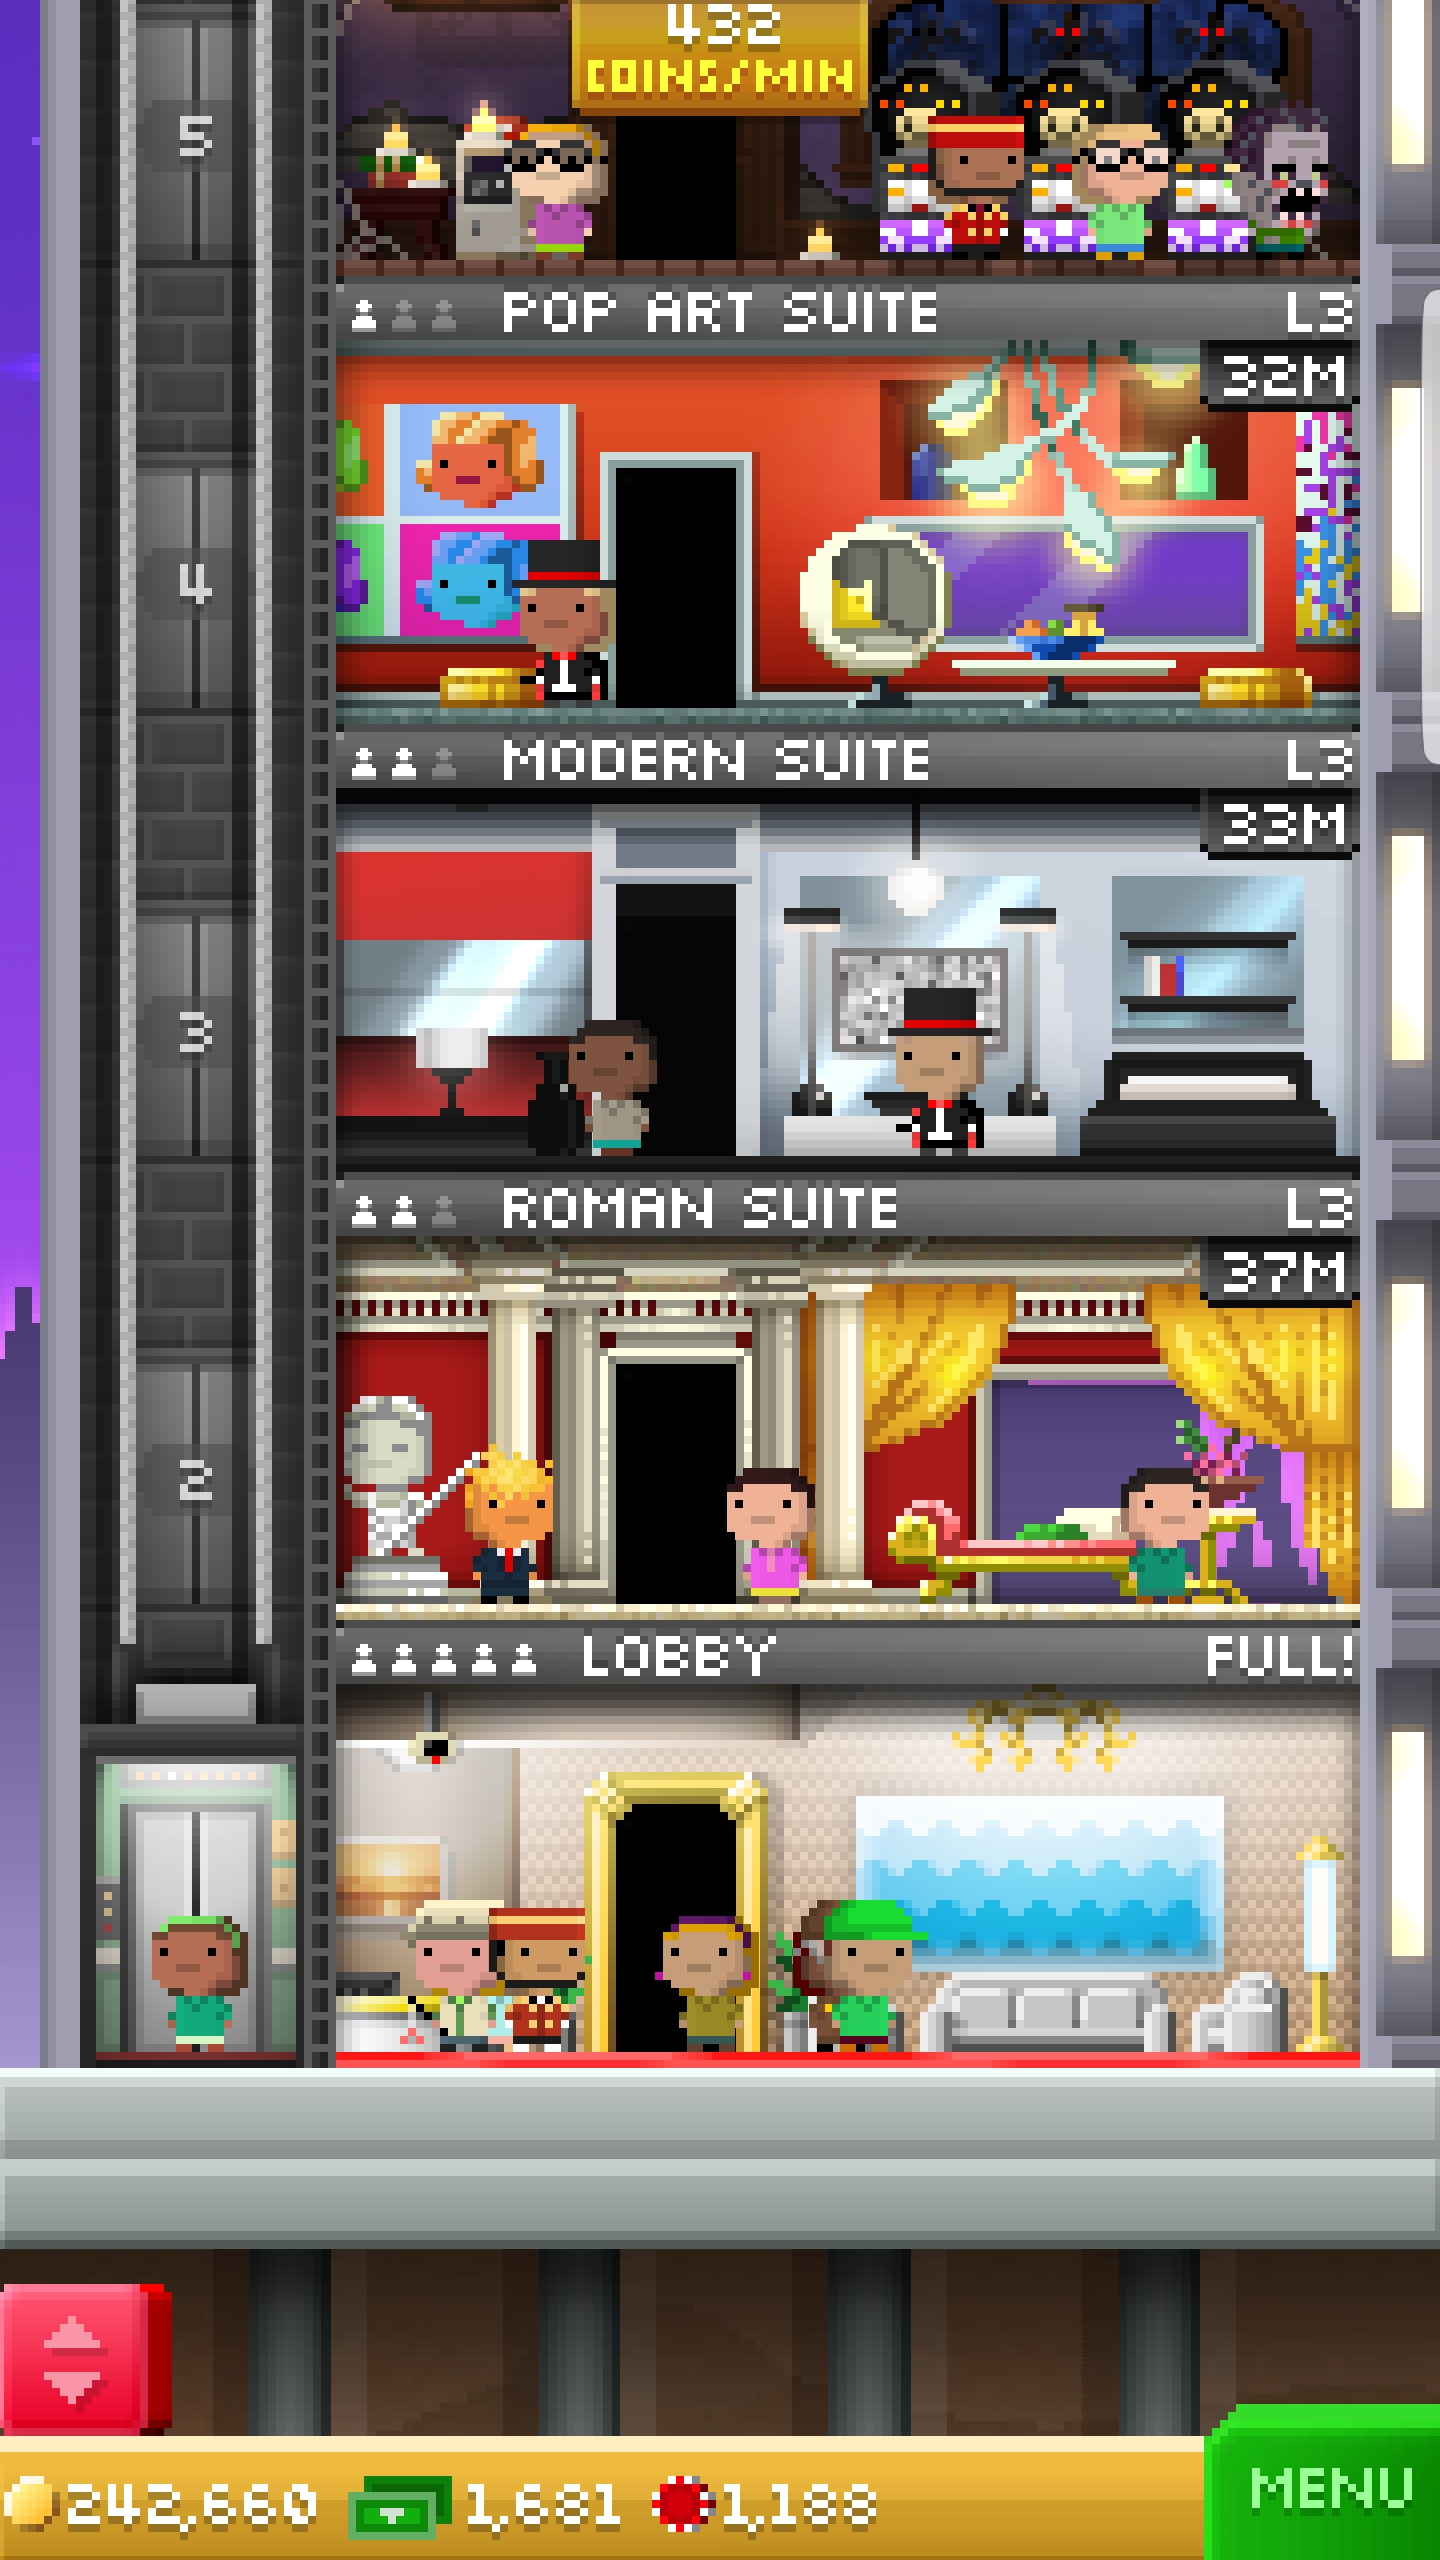 432
COINS/MIN
5
POP ART SUITE L3
32M
4
MODERN SUITE L3
33M
3
ROMAN SUITE L3
37M
2
LOBBY FULL!
242,660 1,681 1,188
MENU